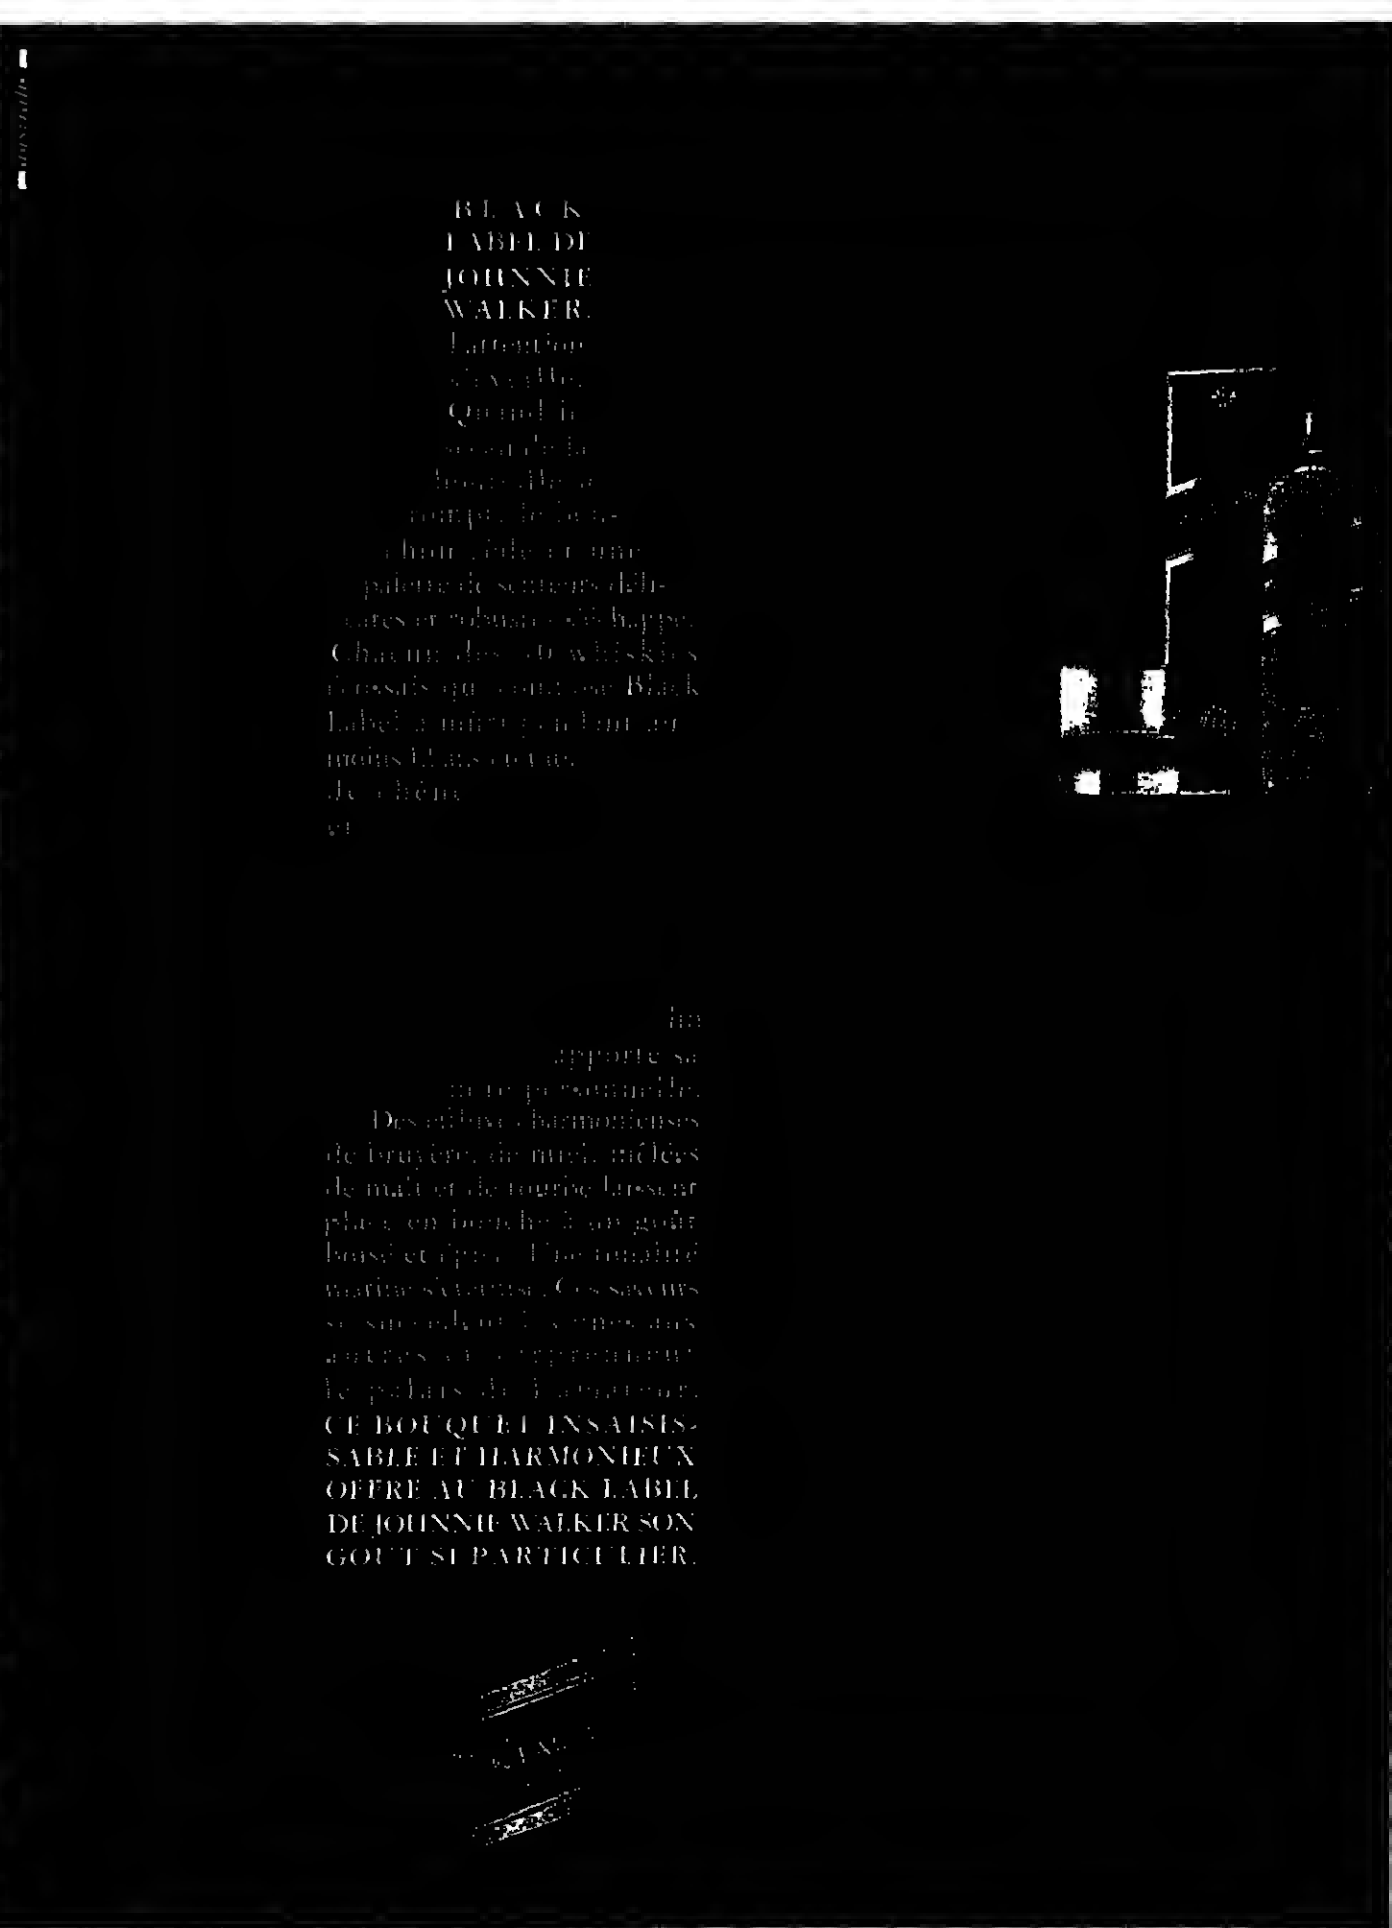 BLACK
LABEL DE
JOHNNIE
WALKER.
L'attention
s'éveille.
Quand le
sceau de la
bouteille se
rompt, le bou-
chon cède et une
palette de senteurs déli-
cates et robustes s'échappe.
Chacun des 40 whiskies
écossais qui compose Black
Label a mûri pendant au
moins 12 ans en fûts
de chêne
et
lui
apporte sa
note personnelle.
Des effluves harmonieuses
de bruyère, de miel, mêlées
de malt et de tourbe laissent
place en bouche à un goût
boisé et épicé. Une tonalité
marine s'éternise. Ces saveurs
se succèdent les unes aux
autres et surprennent
le palais de l'amateur.
CE BOUQUET INSAISIS-
SABLE ET HARMONIEUX
OFFRE AU BLACK LABEL
DE JOHNNIE WALKER SON
GOUT SI PARTICULIER.